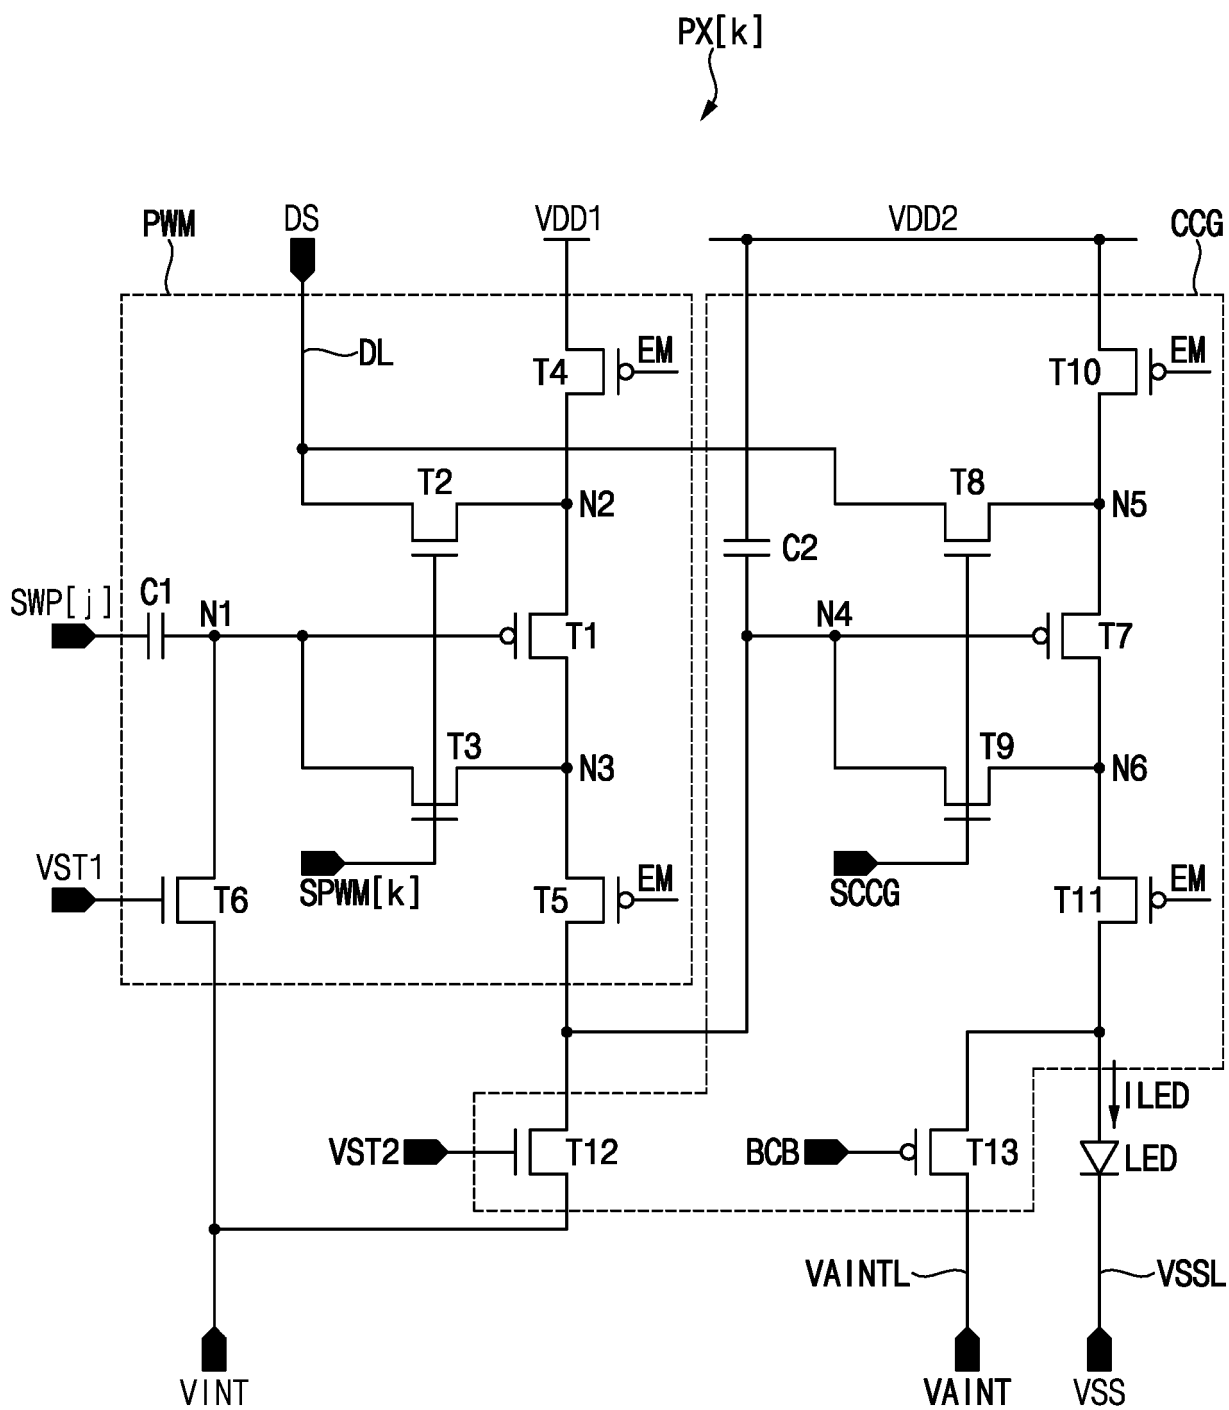 PX[k]
PWM
DS
VDD1
VDD2
CCG
DL
T4
EM
T10
EM
T2
N2
T8
N5
C2
SWP[j]
C1
N1
T1
N4
T7
T3
N3
T9
N6
VST1
T6
SPWM[k]
T5
EM
SCCG
T11
EM
ILED
VST2
T12
BCB
T13
LED
VAINTL
VSSL
VINT
VAINT
VSS